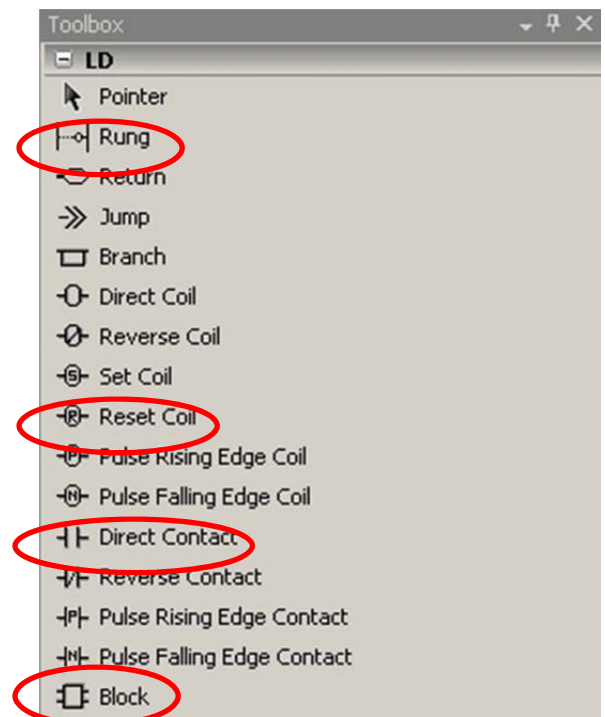 Toolbox
LD
Pointer
Rung
Return
Jump
Branch
Direct Coil
Reverse Coil
Set Coil
Reset Coil
Pulse Rising Edge Coil
Pulse Falling Edge Coil
Direct Contact
Reverse Contact
Pulse Rising Edge Contact
Pulse Falling Edge Contact
Block